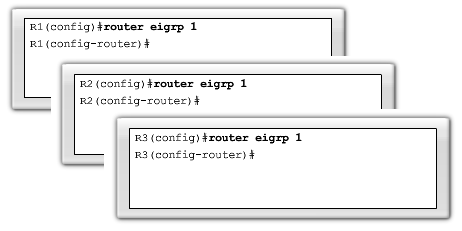 R1(config)#router eigrp 1
R1(config-router)#
R2(config)#router eigrp 1
R2(config-router)#
R3(config)#router eigrp 1
R3(config-router)#